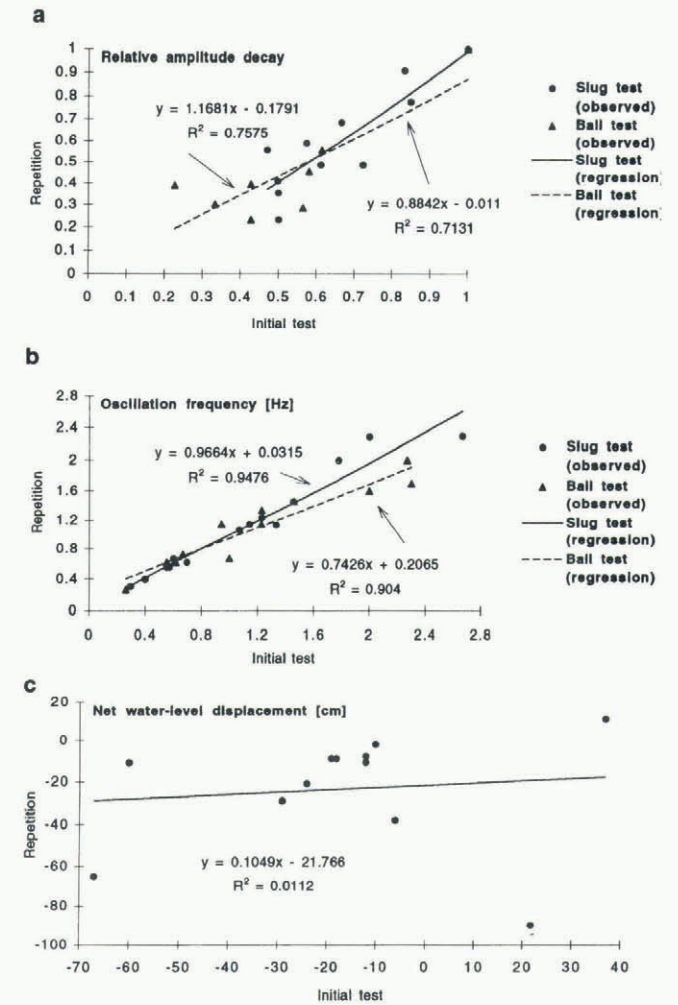 a
Relative amplitude decay
y = 1.1681x - 0.1791
R² = 0.7575
y = 0.8842x - 0.011
R² = 0.7131
1
0.9
0.8
0.7
0.6
0.5
0.4
0.3
0.2
0.1
0
Repetition
0 0.1 0.2 0.3 0.4 0.5 0.6 0.7 0.8 0.9 1
Initial test
Slug test
(observed)
Ball test
(observed)
Slug test
(regression)
Ball test
(regression)
b
Oscillation frequency [Hz]
y = 0.9664x + 0.0315
R² = 0.9476
y = 0.7426x + 0.2065
R² = 0.904
2.8
2.4
2
1.6
1.2
0.8
0.4
0
Repetition
0 0.4 0.8 1.2 1.6 2 2.4 2.8
Initial test
Slug test
(observed)
Ball test
(observed)
Slug test
(regression)
Ball test
(regression)
c
Net water-level displacement [cm]
y = 0.1049x - 21.766
R² = 0.0112
20
0
-20
-40
-60
-80
-100
Repetition
-70 -60 -50 -40 -30 -20 -10 0 10 20 30 40
Initial test